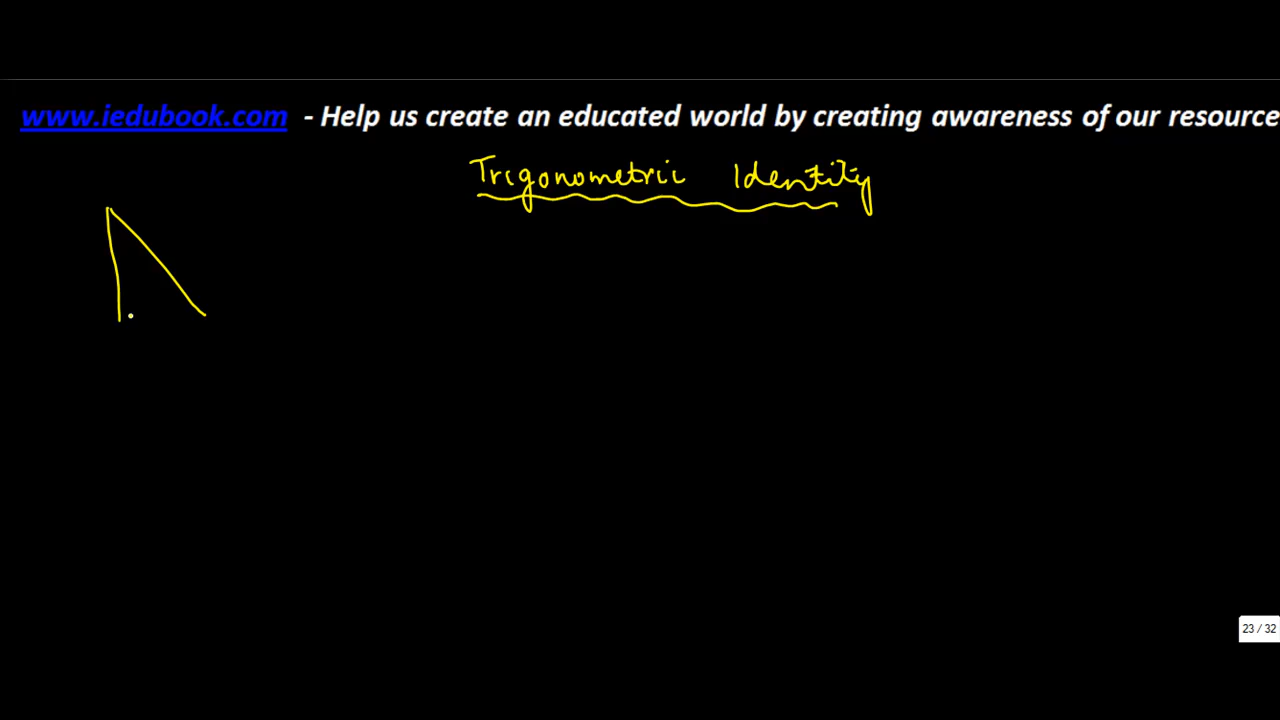 www.iedubook.com - Help us create an educated world by creating awareness of our resource
Trigonometric Identity
23 / 32